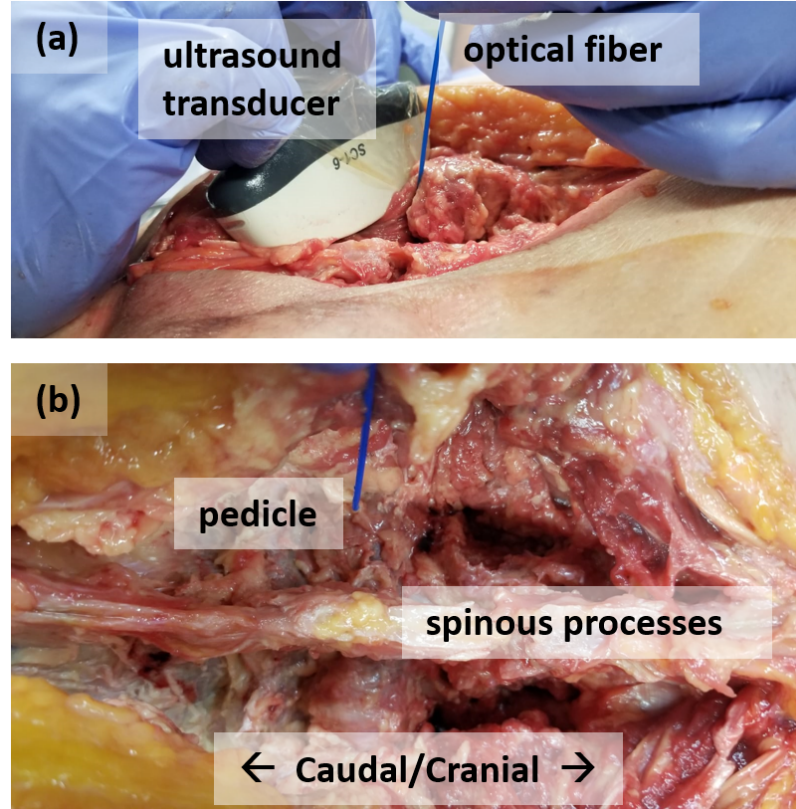 (a)
ultrasound
transducer
optical fiber
SC1-6
(b)
pedicle
spinous processes
← Caudal/Cranial →